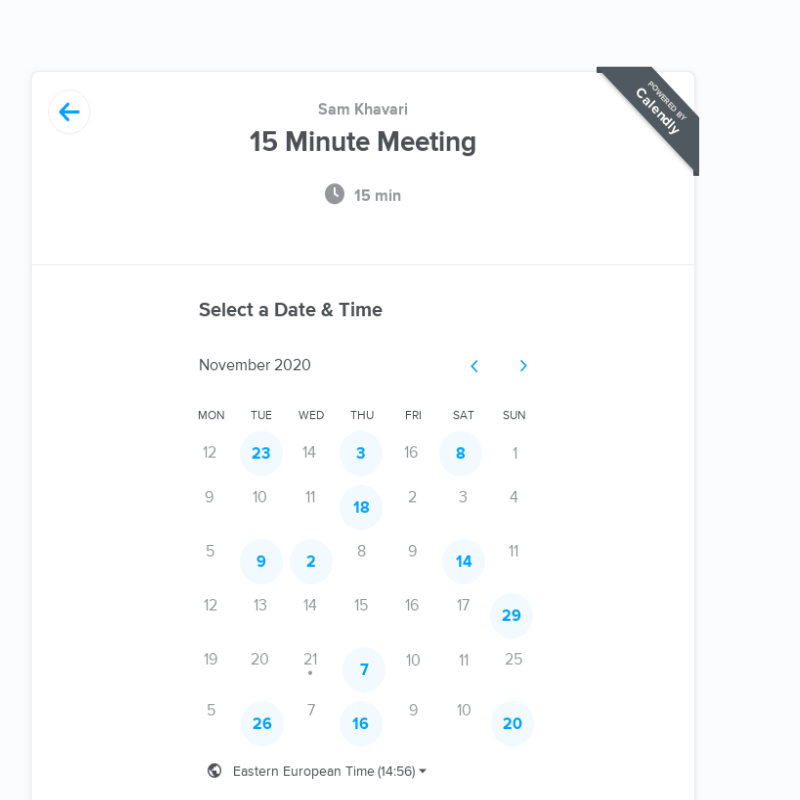 POWERED BY
Calendly
Sam Khavari
15 Minute Meeting
15 min
Select a Date & Time
November 2020
MON TUE WED THU FRI SAT SUN
12 23 14 3 16 8 1
9 10 11 18 2 3 4
5 9 2 8 9 14 11
12 13 14 15 16 17 29
19 20 21 7 10 11 25
5 26 7 16 9 10 20
Eastern European Time (14:56)